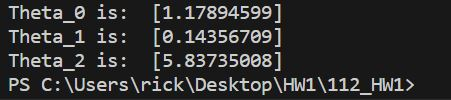 Theta_0 is:  [1.17894599]
Theta_1 is:  [0.14356709]
Theta_2 is:  [5.83735008]
PS C:\Users\rick\Desktop\HW1\112_HW1>